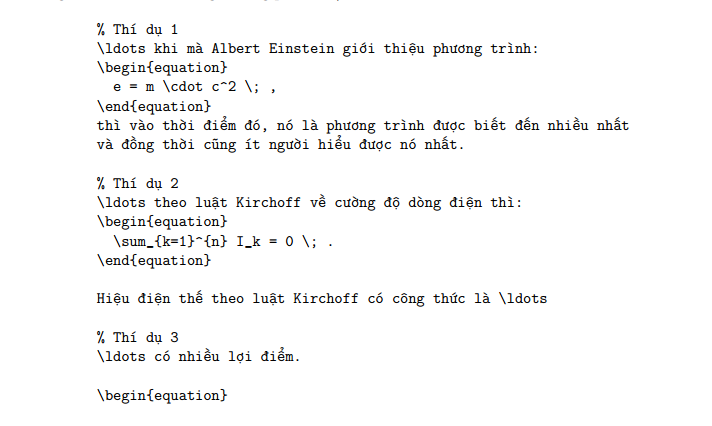 % Thí dụ 1
\ldots khi mà Albert Einstein giới thiệu phương trình:
\begin{equation}
e = m \cdot c^2 \; ,
\end{equation}
thì vào thời điểm đó, nó là phương trình được biết đến nhiều nhất
và đồng thời cũng ít người hiểu được nó nhất.
% Thí dụ 2
\ldots theo luật Kirchoff về cường độ dòng điện thì:
\begin{equation}
\sum_{k=1}^{n} I_k = 0 \; .
\end{equation}
Hiệu điện thế theo luật Kirchoff có công thức là \ldots
% Thí dụ 3
\ldots có nhiều lợi điểm.
\begin{equation}